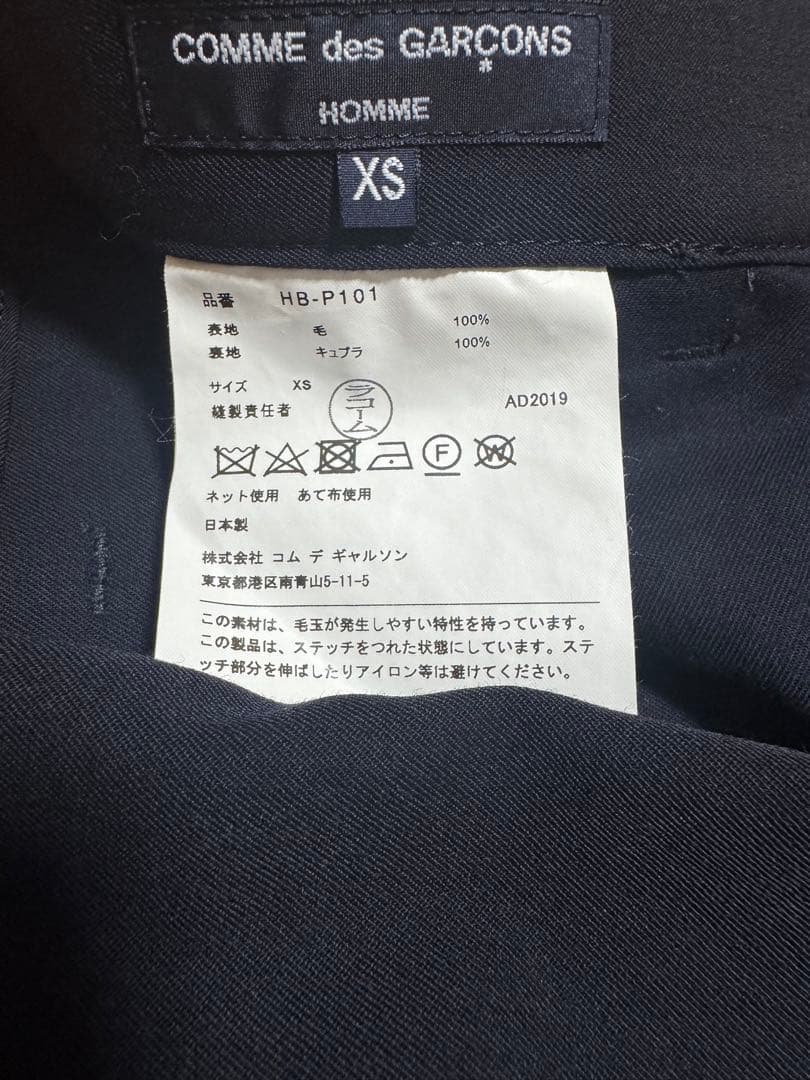 COMME des GARÇONS
HOMME
XS
品番 HB-P101
表地 毛 100%
裏地 キュプラ 100%
サイズ XS
縫製責任者 ラコーム AD2019
F W
ネット使用 あて布使用
日本製
株式会社 コム デ ギャルソン
東京都港区南青山5-11-5
この素材は、毛玉が発生しやすい特性を持っています。
この製品は、ステッチをつれた状態にしています。ステ
ッチ部分を伸ばしたりアイロン等は避けてください。